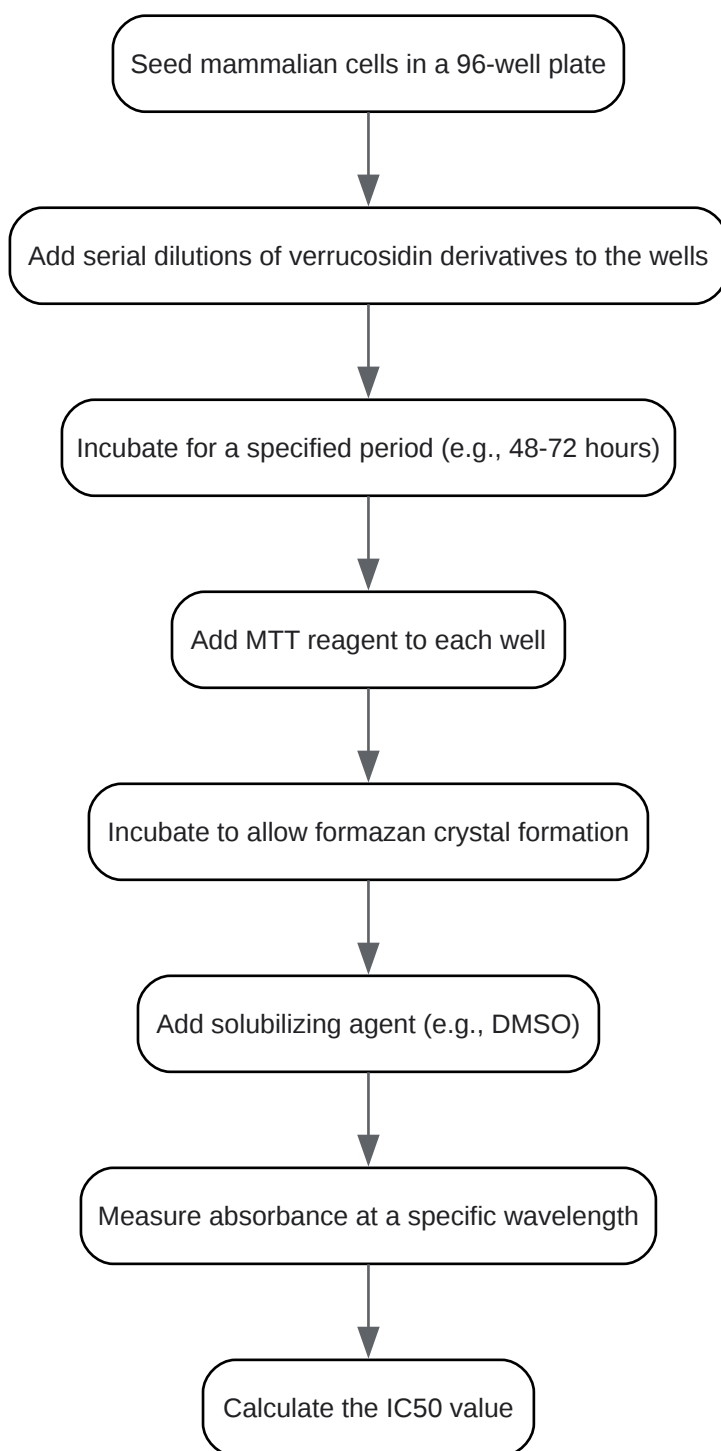 Seed mammalian cells in a 96-well plate
Add serial dilutions of verrucosidin derivatives to the wells
Incubate for a specified period (e.g., 48-72 hours)
Add MTT reagent to each well
Incubate to allow formazan crystal formation
Add solubilizing agent (e.g., DMSO)
Measure absorbance at a specific wavelength
Calculate the IC50 value